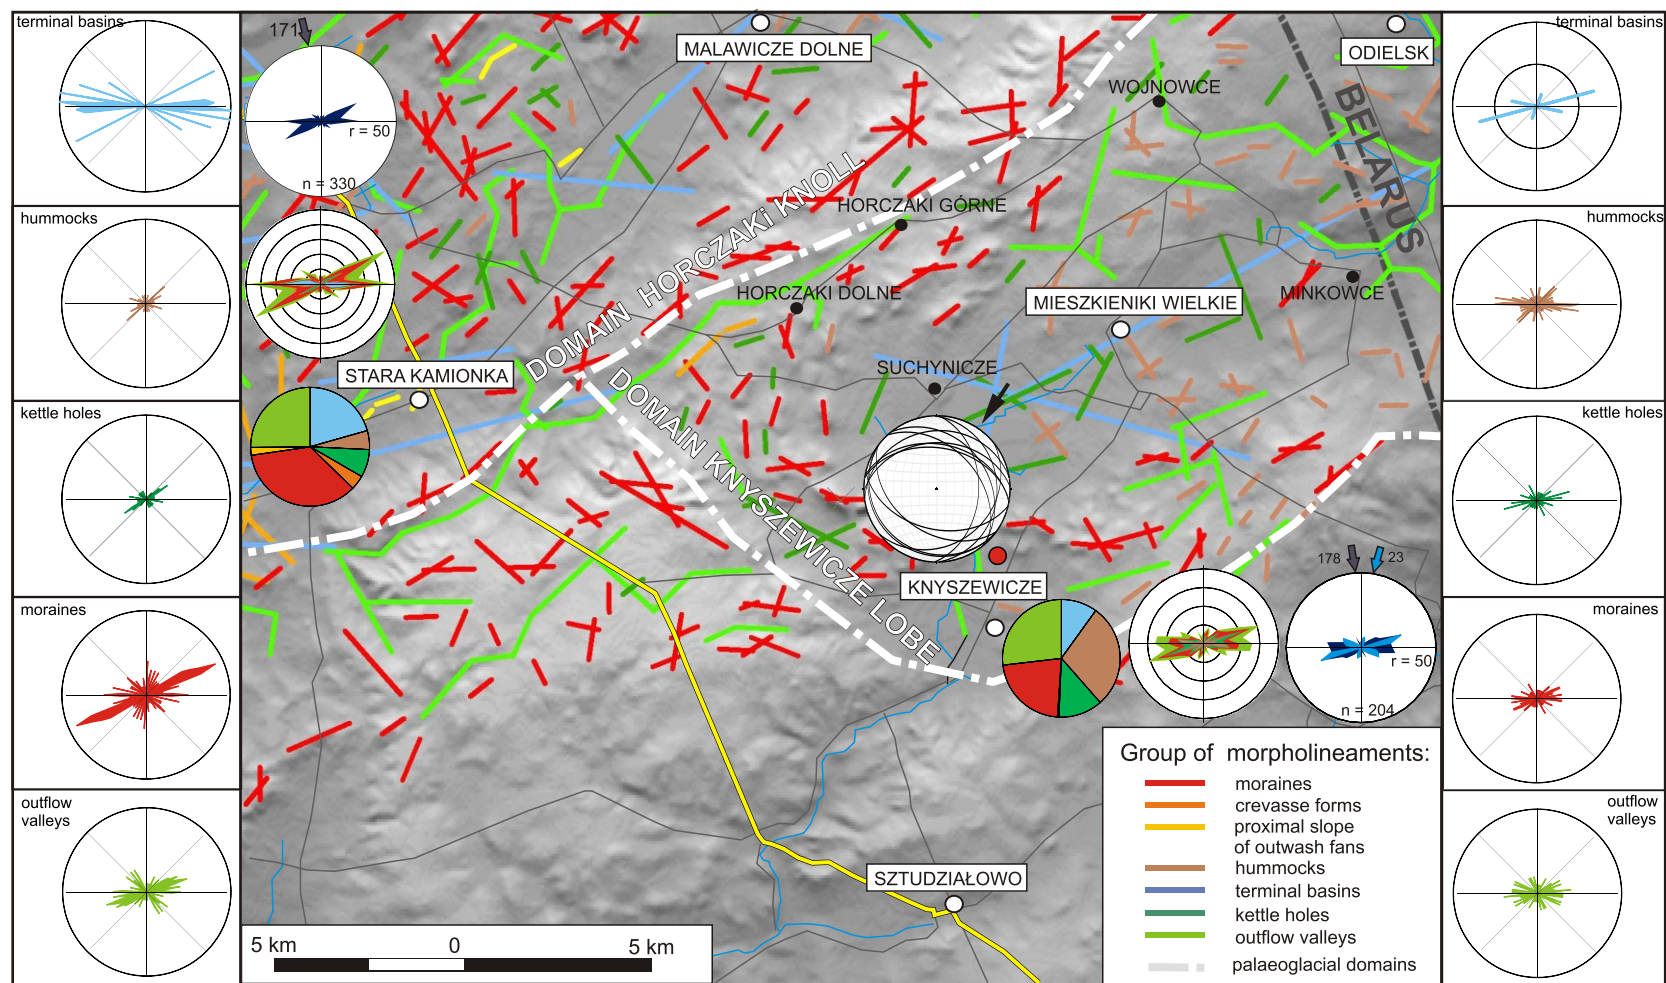 terminal basins
hummocks
kettle holes
moraines
outflow
valleys
171
r = 50
n = 330
MALAWICZE DOLNE
ODIELSK
WOJNOWCE
BELARUS
HORCZAKI GÓRNE
DOMAIN HORCZAKi KNOLL
HORCZAKI DOLNE
MIESZKIENIKI WIELKIE
MINKOWCE
STARA KAMIONKA
SUCHYNICZE
DOMAIN KNYSZEWICZE LOBE
KNYSZEWICZE
178
23
r = 50
n = 204
SZTUDZIAŁOWO
5 km
0
5 km
Group of morpholineaments:
moraines
crevasse forms
proximal slope
of outwash fans
hummocks
terminal basins
kettle holes
outflow valleys
palaeoglacial domains
terminal basins
hummocks
kettle holes
moraines
outflow
valleys